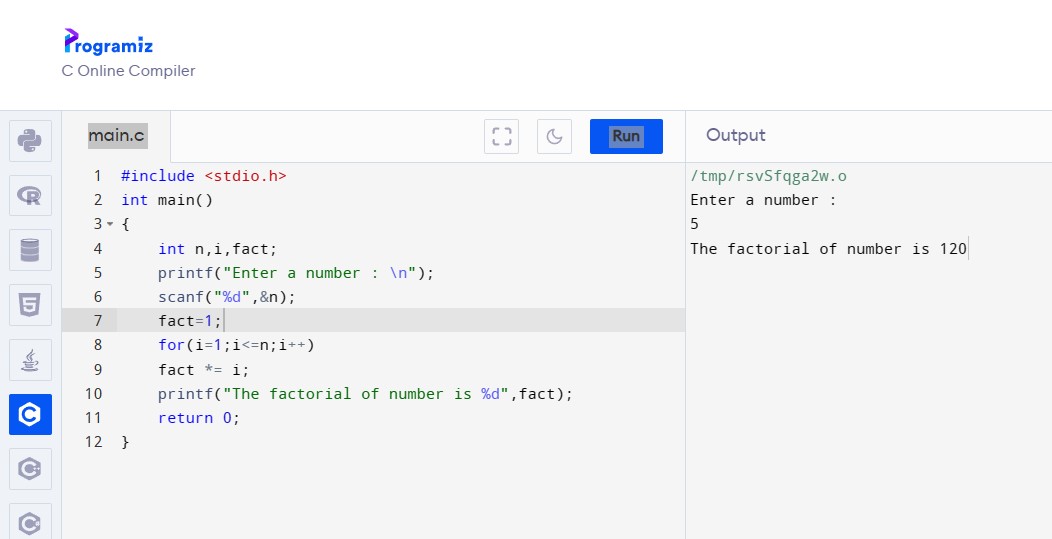 Programiz
C Online Compiler
main.c
Run
Output
1 #include <stdio.h>
2 int main()
3 {
4     int n,i,fact;
5     printf("Enter a number : \n");
6     scanf("%d",&n);
7     fact=1;
8     for(i=1;i<=n;i++)
9     fact *= i;
10     printf("The factorial of number is %d",fact);
11     return 0;
12 }
/tmp/rsvSfqga2w.o
Enter a number :
5
The factorial of number is 120